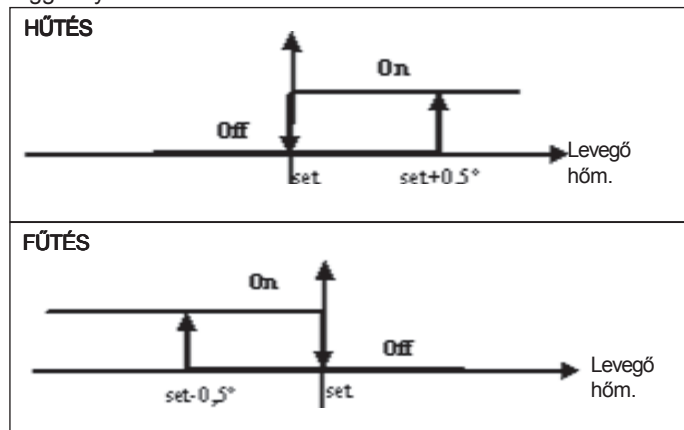 HŰTÉS
On
Off
Levegő
hőm.
set
set+0.5°
FŰTÉS
On
Off
Levegő
hőm.
set-0,5°
set